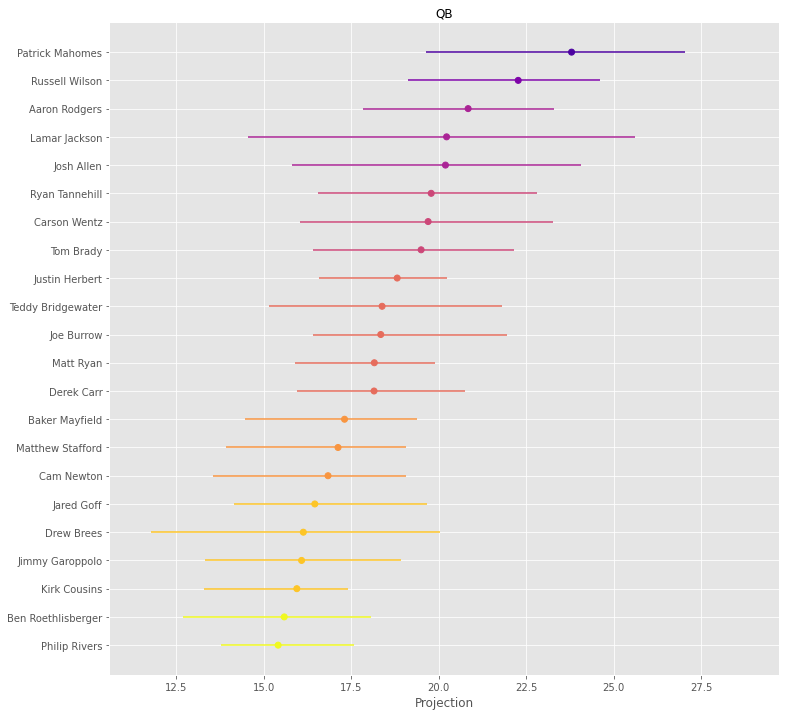 QB
Patrick Mahomes
Russell Wilson
Aaron Rodgers
Lamar Jackson
Josh Allen
Ryan Tannehill
Carson Wentz
Tom Brady
Justin Herbert
Teddy Bridgewater
Joe Burrow
Matt Ryan
Derek Carr
Baker Mayfield
Matthew Stafford
Cam Newton
Jared Goff
Drew Brees
Jimmy Garoppolo
Kirk Cousins
Ben Roethlisberger
Philip Rivers
12.5 15.0 17.5 20.0 22.5 25.0 27.5
Projection